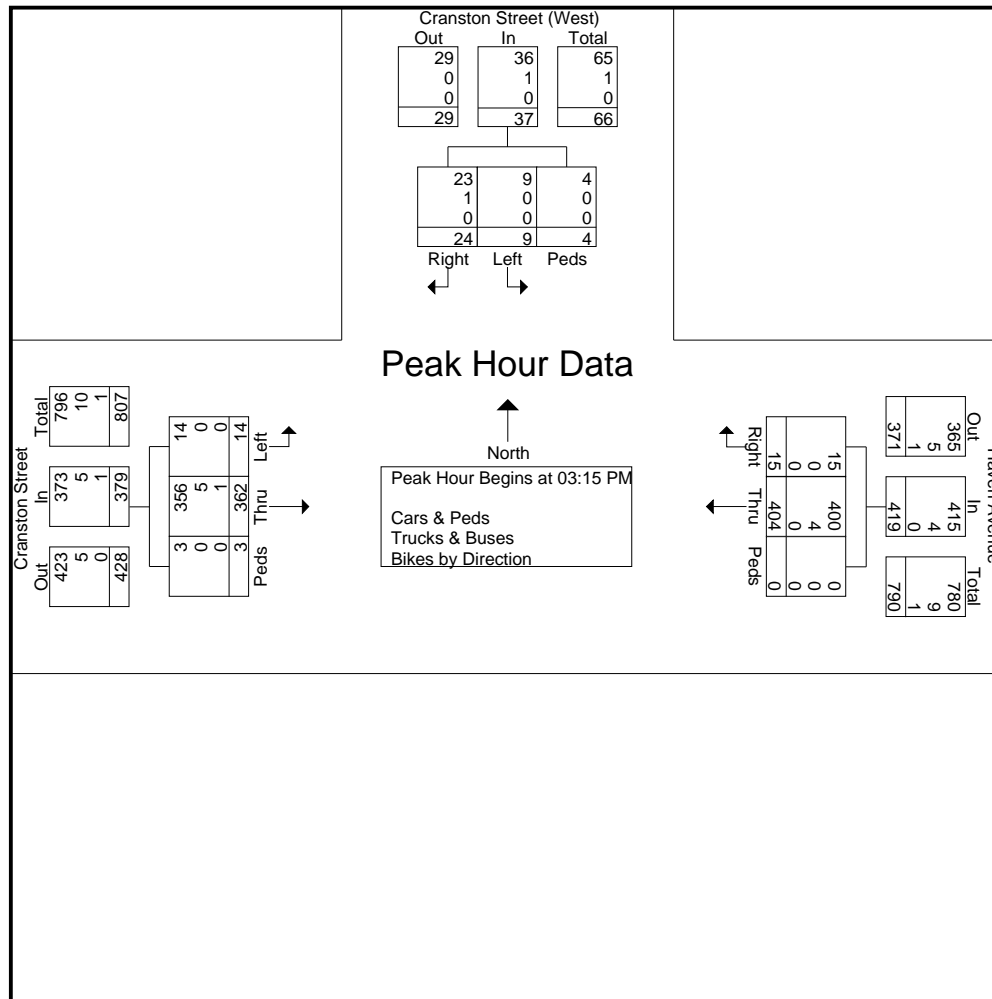 Cranston Street (West)
Out In Total
29 36 65
0 1 1
0 0 0
29 37 66
23 9 4
1 0 0
0 0 0
24 9 4
Right Left Peds
Peak Hour Data
North
Peak Hour Begins at 03:15 PM
Cars & Peds
Trucks & Buses
Bikes by Direction
Cranston Street
Out In Total
423 373 796
5 5 10
0 1 1
428 379 807
3 356 14
0 5 0
0 1 0
3 362 14
Peds Thru Left
Avenue
Out In Total
365 415 780
5 4 9
1 0 1
371 419 790
15 400 0
0 4 0
0 0 0
15 404 0
Right Thru Peds